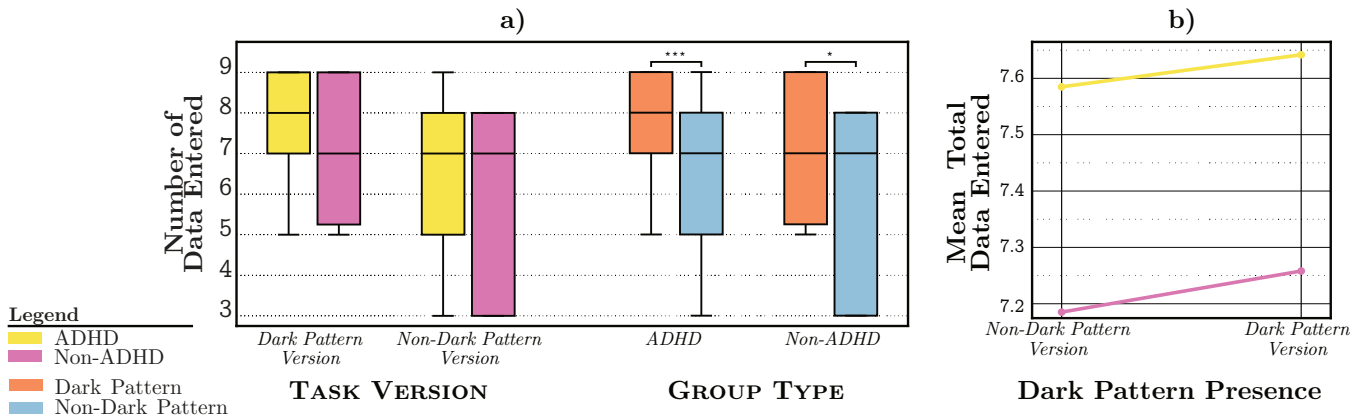 a)
Number of
Data Entered
9
8
7
6
5
4
3
***
*
Dark Pattern
Version
Non-Dark Pattern
Version
ADHD
Non-ADHD
TASK VERSION
GROUP TYPE
Legend
ADHD
Non-ADHD
Dark Pattern
Non-Dark Pattern
b)
Mean Total
Data Entered
7.6
7.5
7.4
7.3
7.2
Non-Dark Pattern
Version
Dark Pattern
Version
Dark Pattern Presence